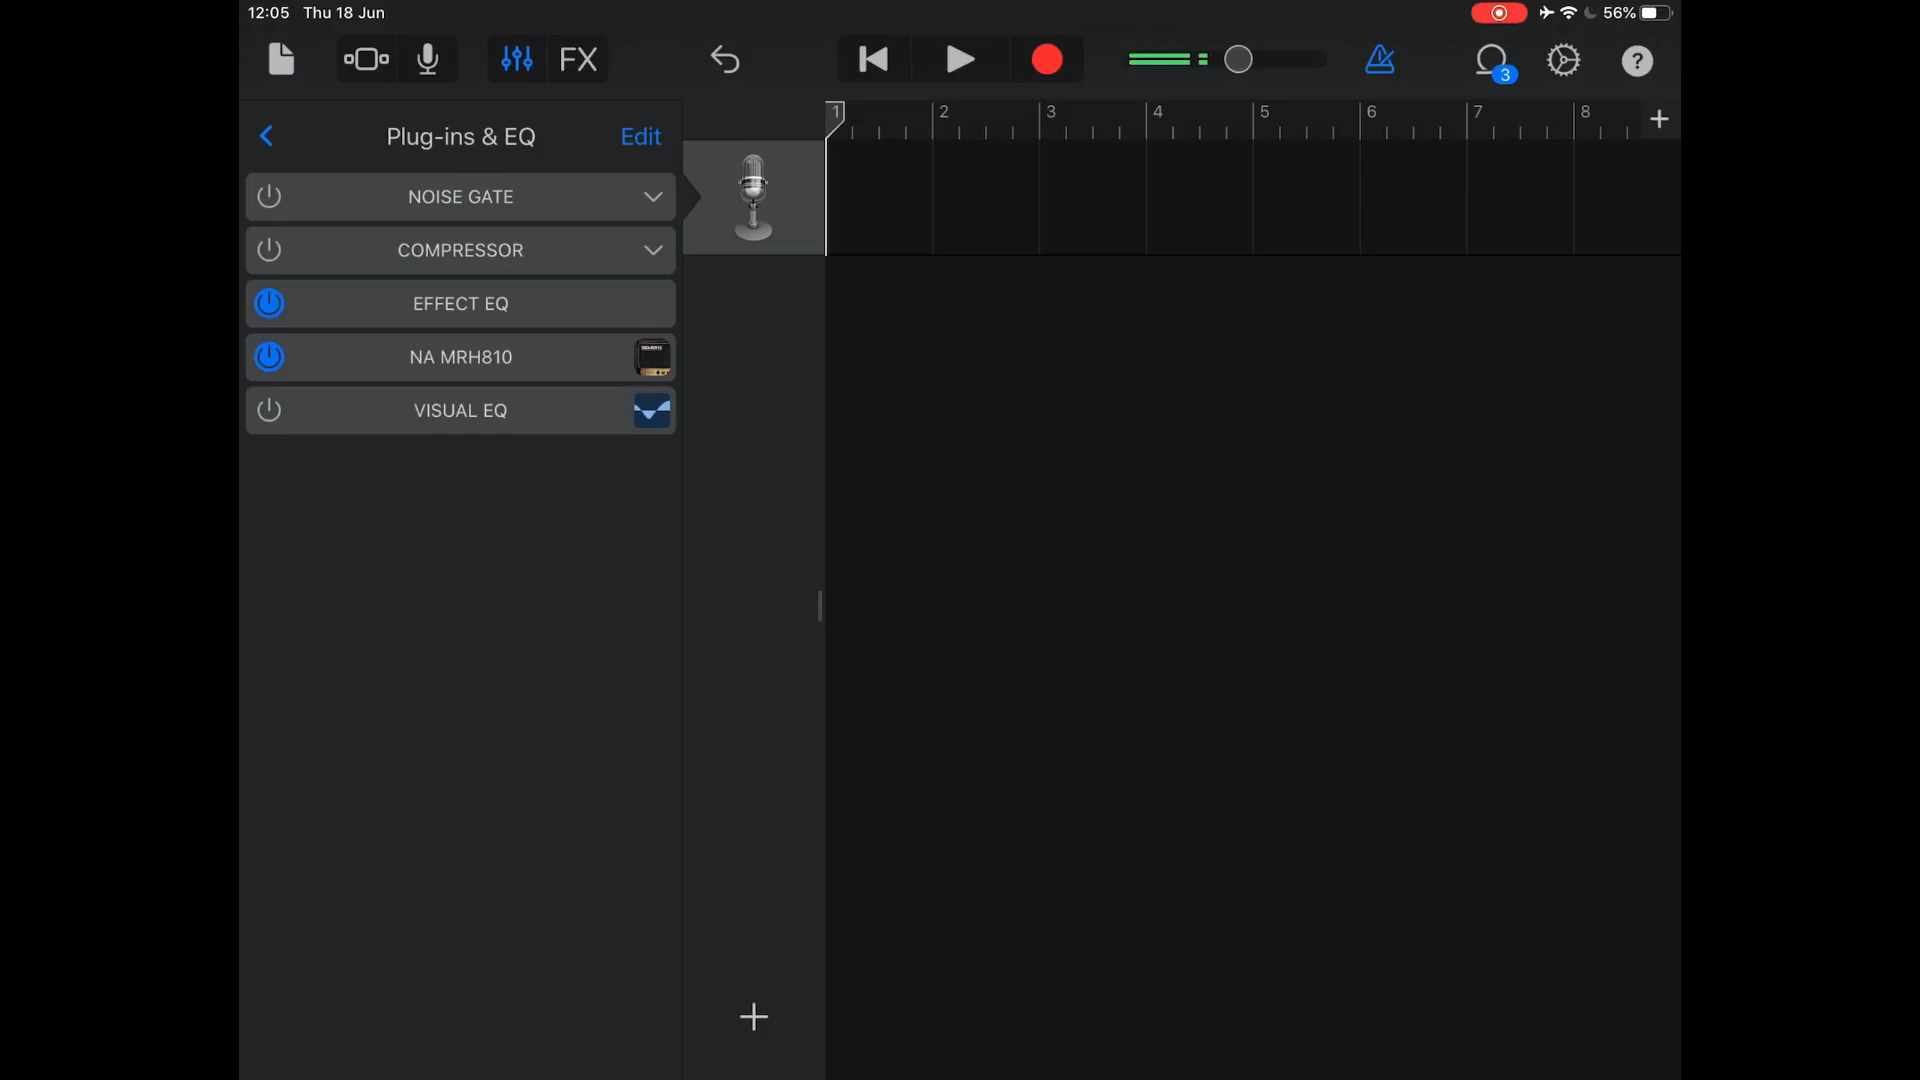 12:05 Thu 18 Jun
56%
FX
3
?
Plug-ins & EQ
Edit
1 2 3 4 5 6 7 8
NOISE GATE
COMPRESSOR
EFFECT EQ
NA MRH810
VISUAL EQ